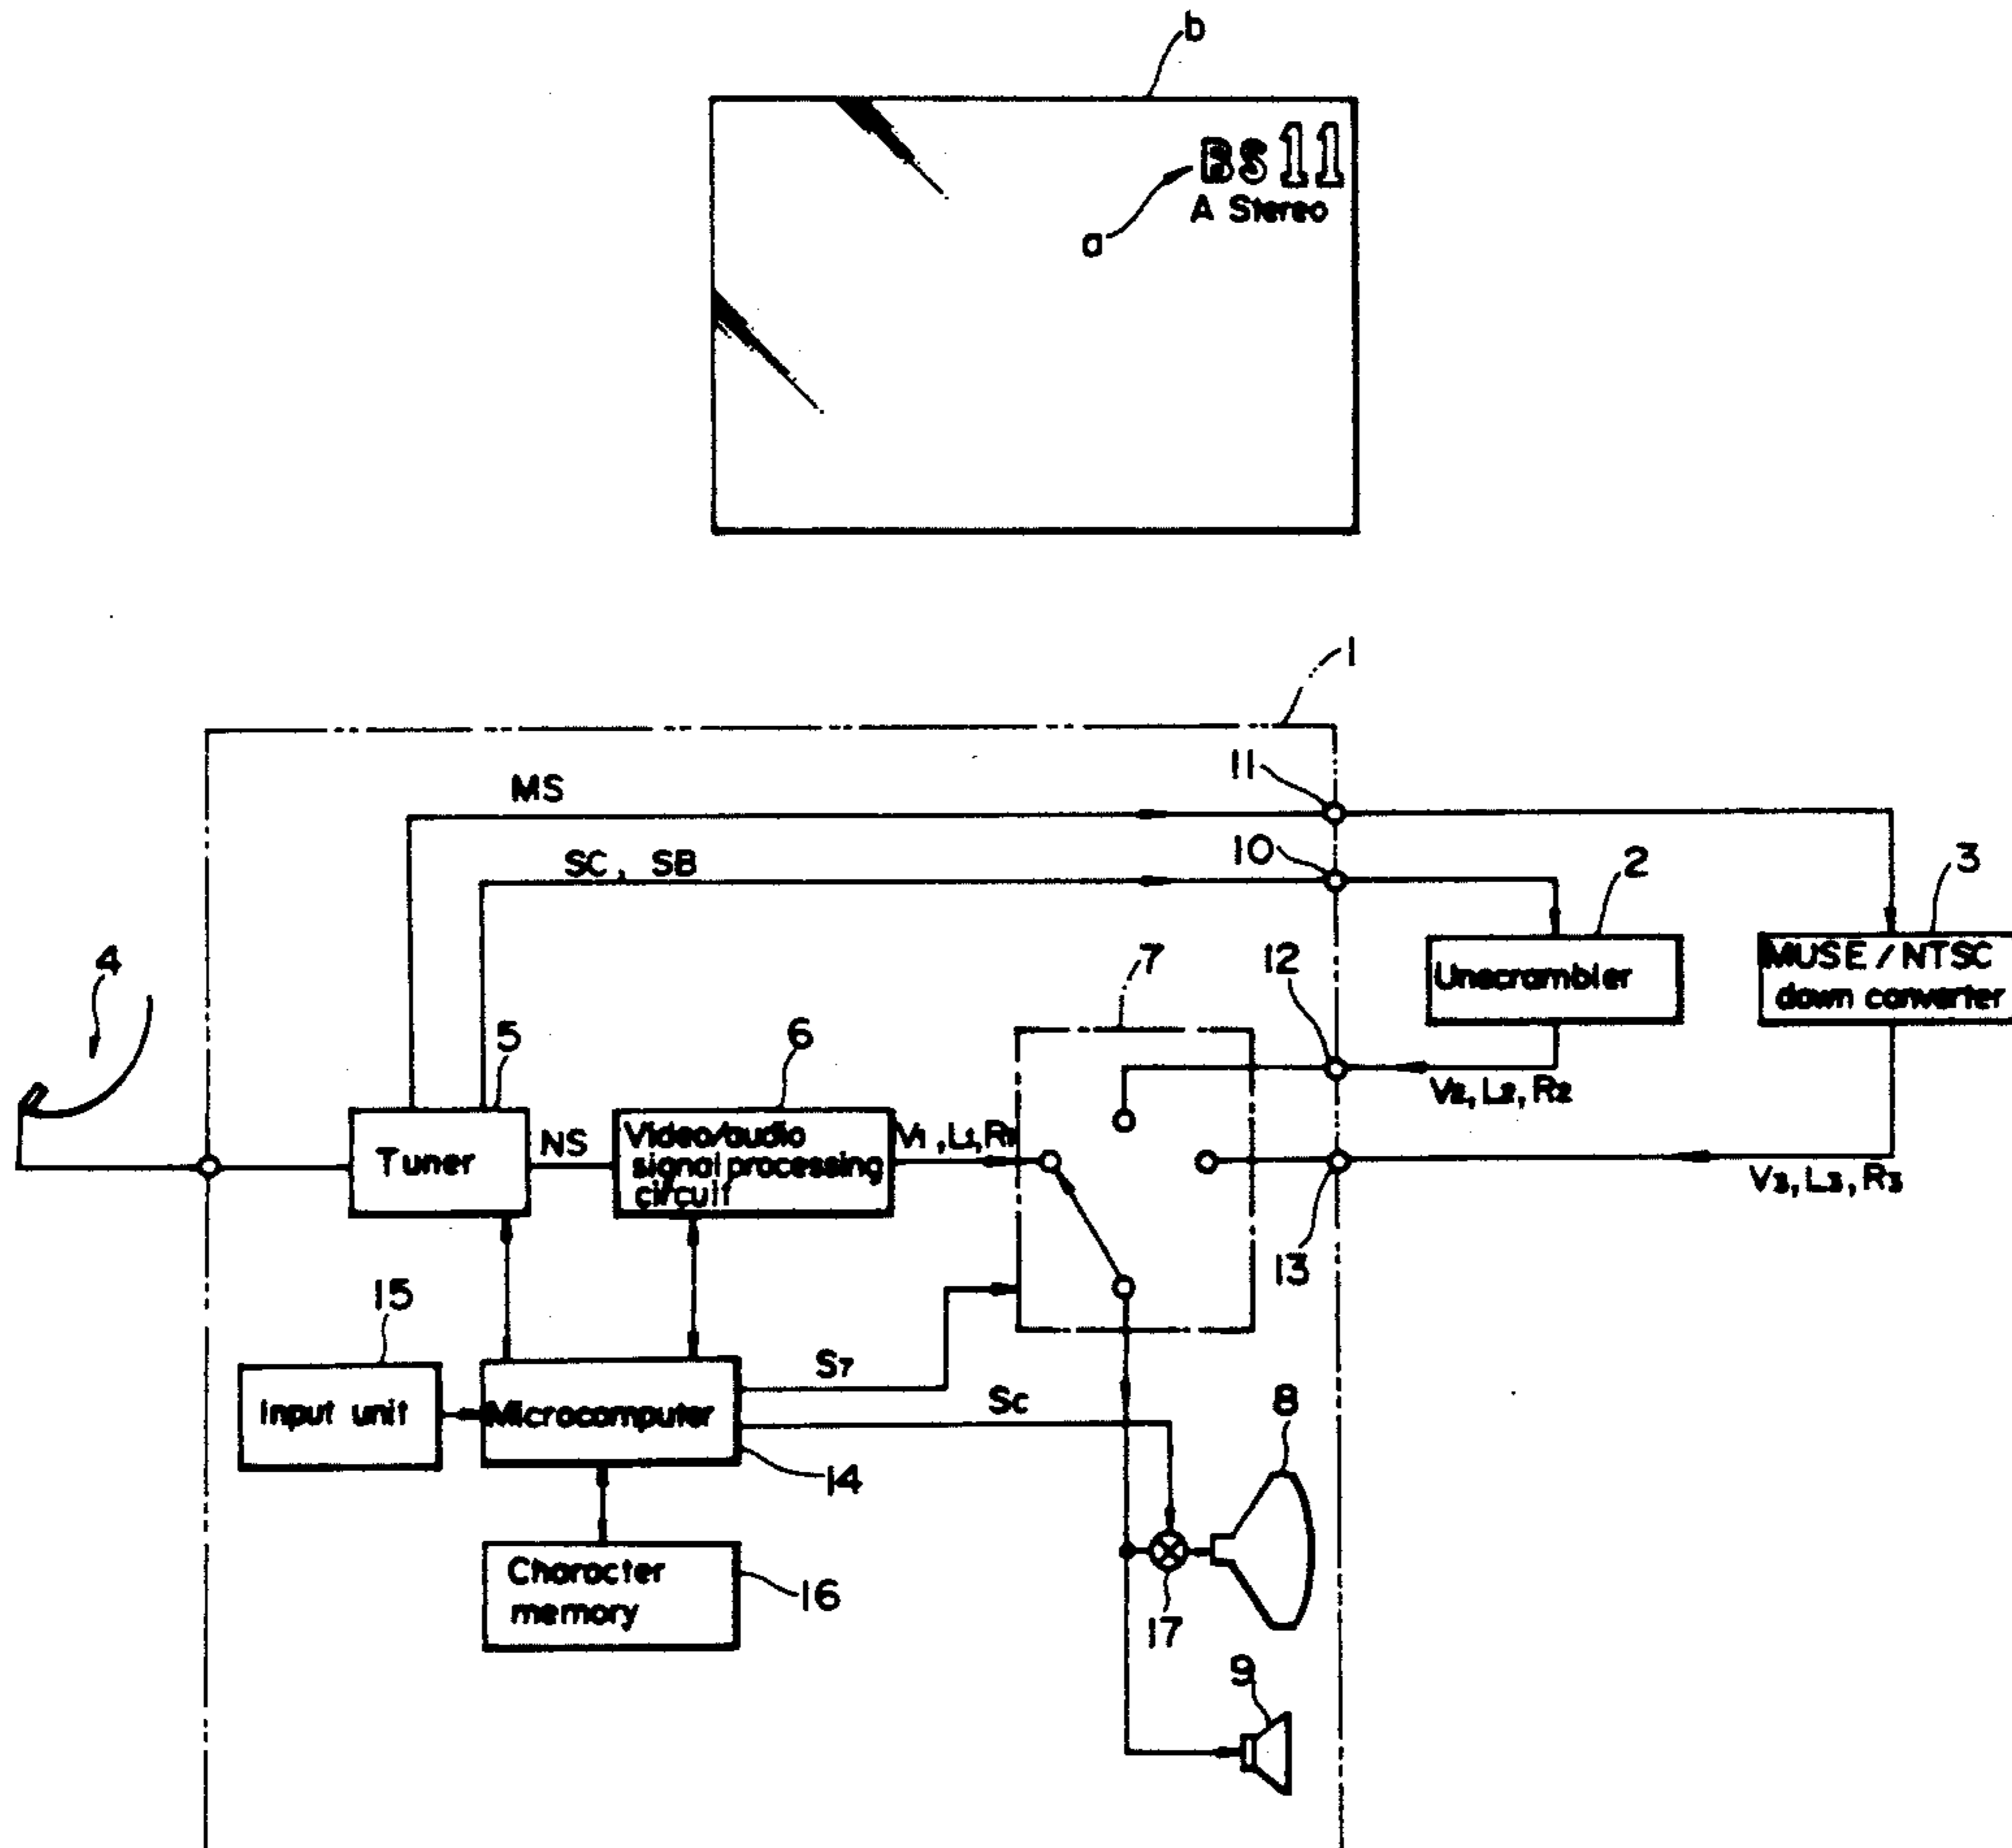 b
BS11
A Stereo
a
1
11
MS
10
SC, SB
2
3
4
7
12
MUSE/NTSC
down converter
Unscrambler
5
6
V2, L2, R2
Tuner
NS
Video/audio
signal processing
circuit
V1, L1, R1
V3, L3, R3
13
15
S7
Input unit
Microcomputer
Sc
8
14
Character
memory
16
17
9